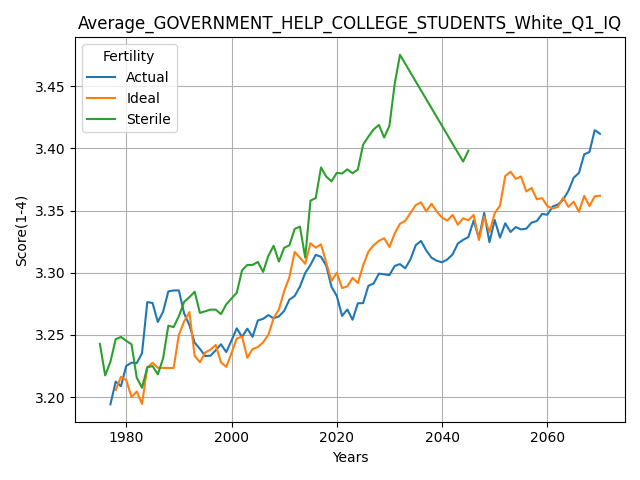 Average_GOVERNMENT_HELP_COLLEGE_STUDENTS_White_Q1_IQ
Fertility
Actual
Ideal
Sterile
Score(1-4)
3.45
3.40
3.35
3.30
3.25
3.20
1980
2000
2020
2040
2060
Years